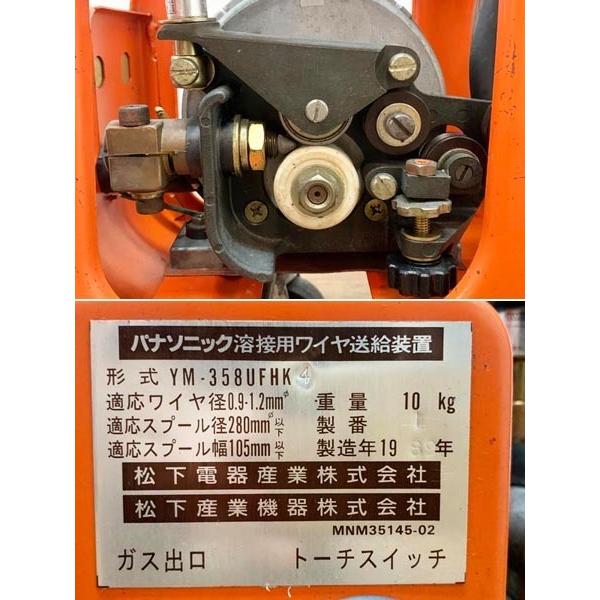 パナソニック溶接用ワイヤ送給装置
形式 YM-358UFHK4
適応ワイヤ径0.9-1.2mmφ 重量 10 kg
適応スプール径280mmφ以下 製番
適応スプール幅105mm以下 製造年19 年
松下電器産業株式会社
松下産業機器株式会社
MNM35145-02
ガス出口 トーチスイッチ